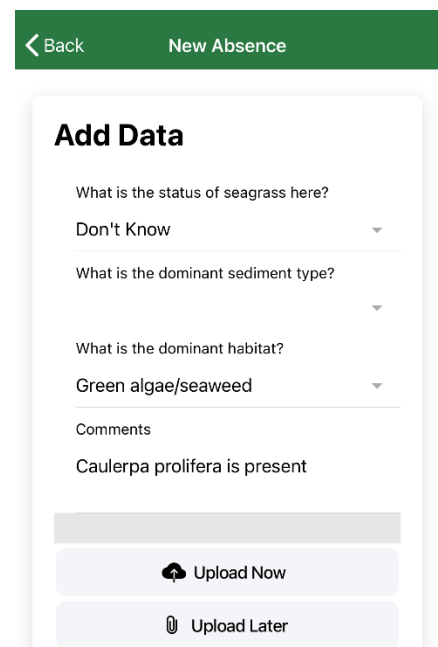 Back New Absence
Add Data
What is the status of seagrass here?
Don't Know
What is the dominant sediment type?
What is the dominant habitat?
Green algae/seaweed
Comments
Caulerpa prolifera is present
Upload Now
Upload Later